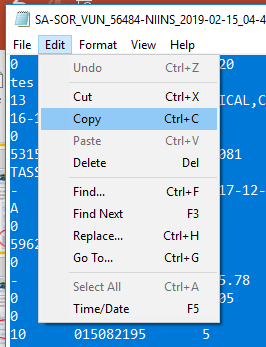 SA-SOR_VUN_56484-NIINS_2019-02-15_04-4
File Edit Format View Help
0 20
Undo Ctrl+Z
tes
Cut Ctrl+X
13 ICAL,C
Copy Ctrl+C
16-1
Paste Ctrl+V
0
Delete Del
5315 081
TASS
Find... Ctrl+F
- 17-12-
Find Next F3
A
Replace... Ctrl+H
0
Go To... Ctrl+G
5962
0
Select All Ctrl+A
- 5.78
Time/Date F5
0 05
0
10 015082195 5